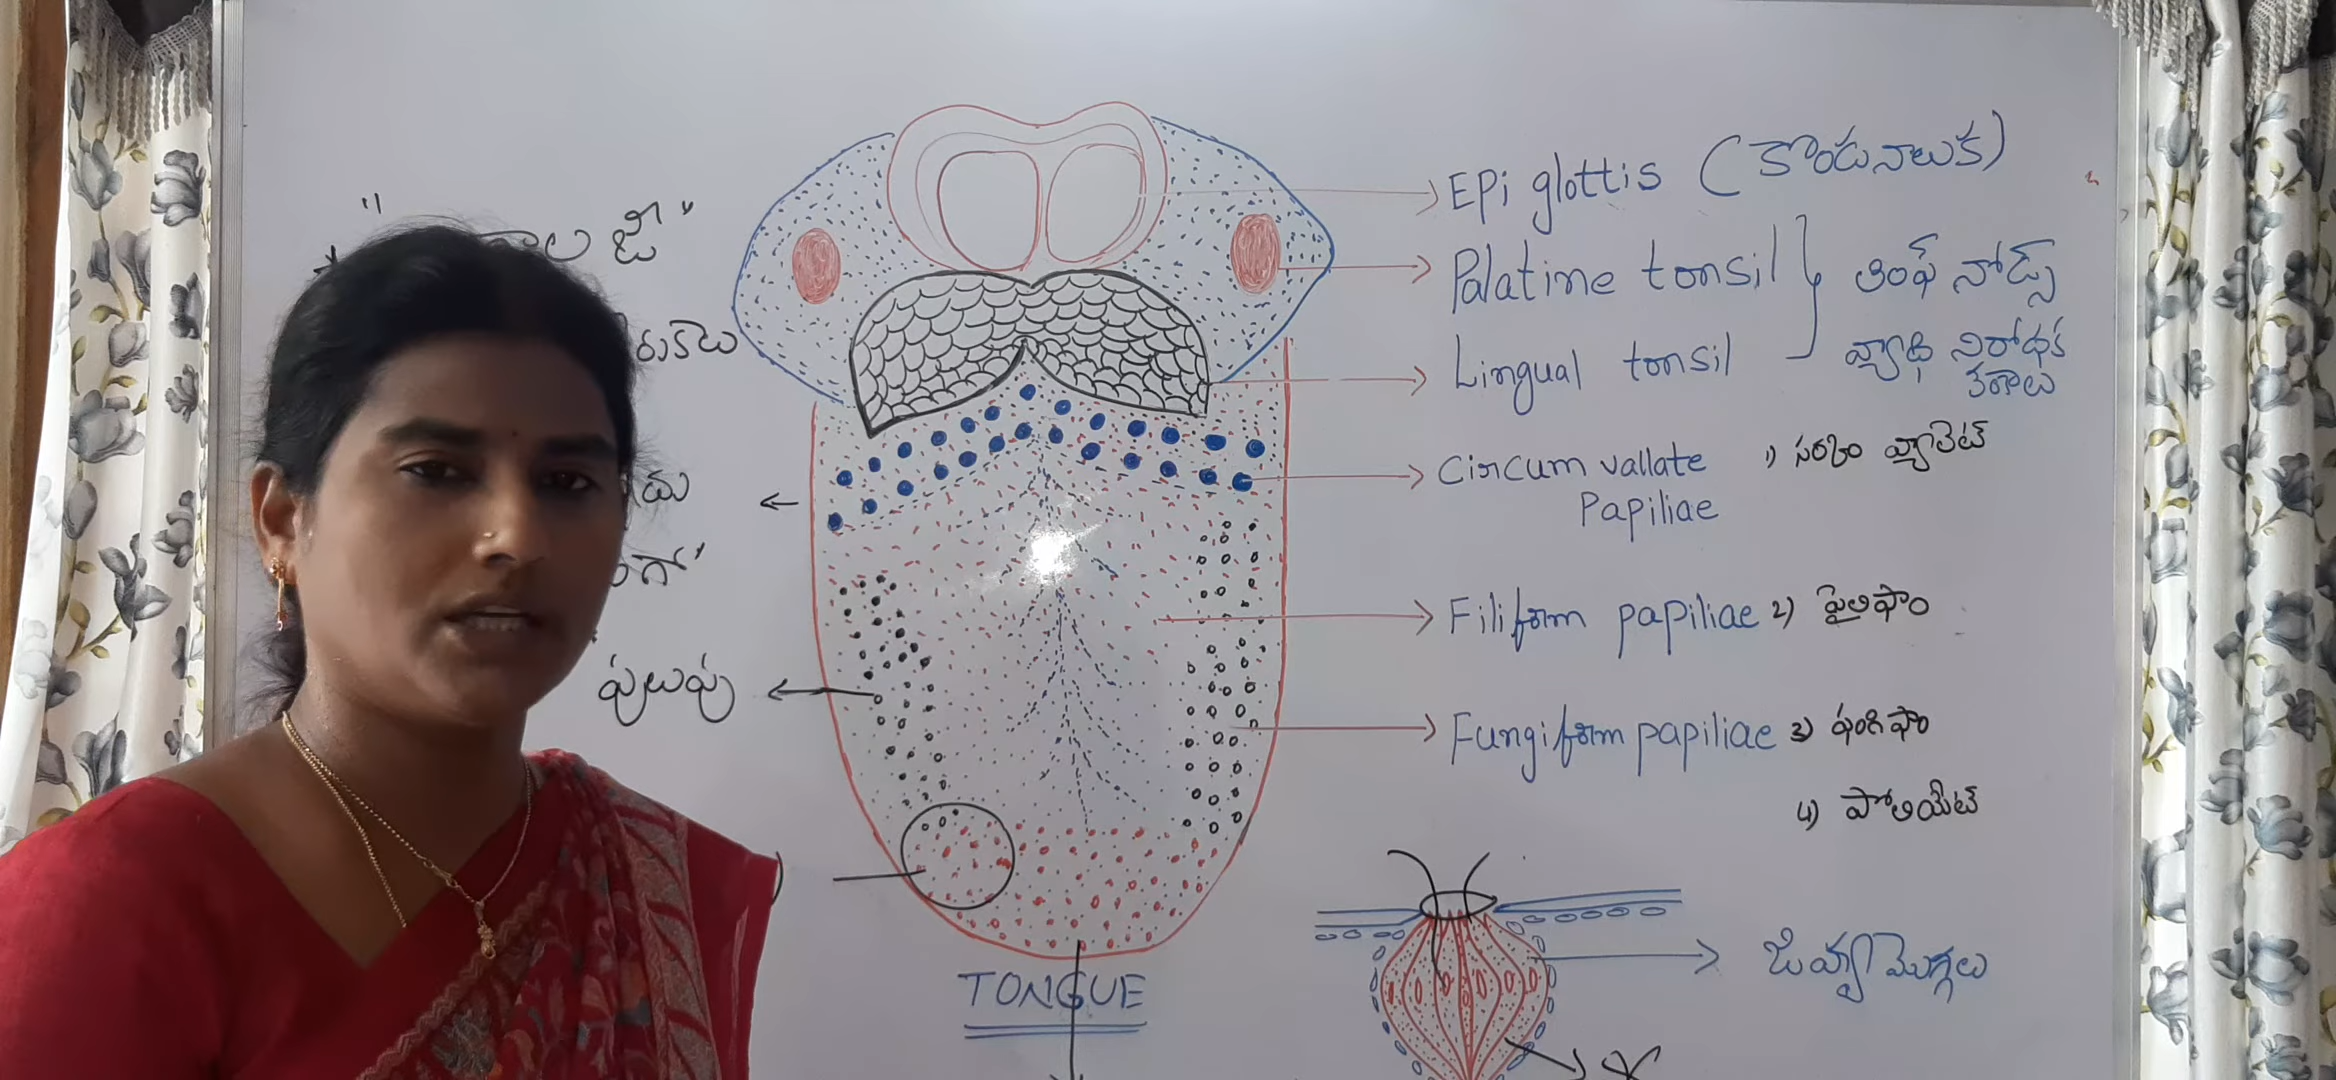 Epi glottis (కొండనాలుక)
Palatine tonsil
లింఫ్ నోడ్స్
Lingual tonsil
వ్యాధి నిరోధక
కణాలు
Circum vallate
Papiliae
1) సర్కం వ్యాలెట్
Filiform papiliae 2) ఫైలిఫాం
Fungiform papiliae 3) ఫంగిఫాం
4) పోలియేట్
పులుపు
TONGUE
జిహ్వా మొగ్గలు